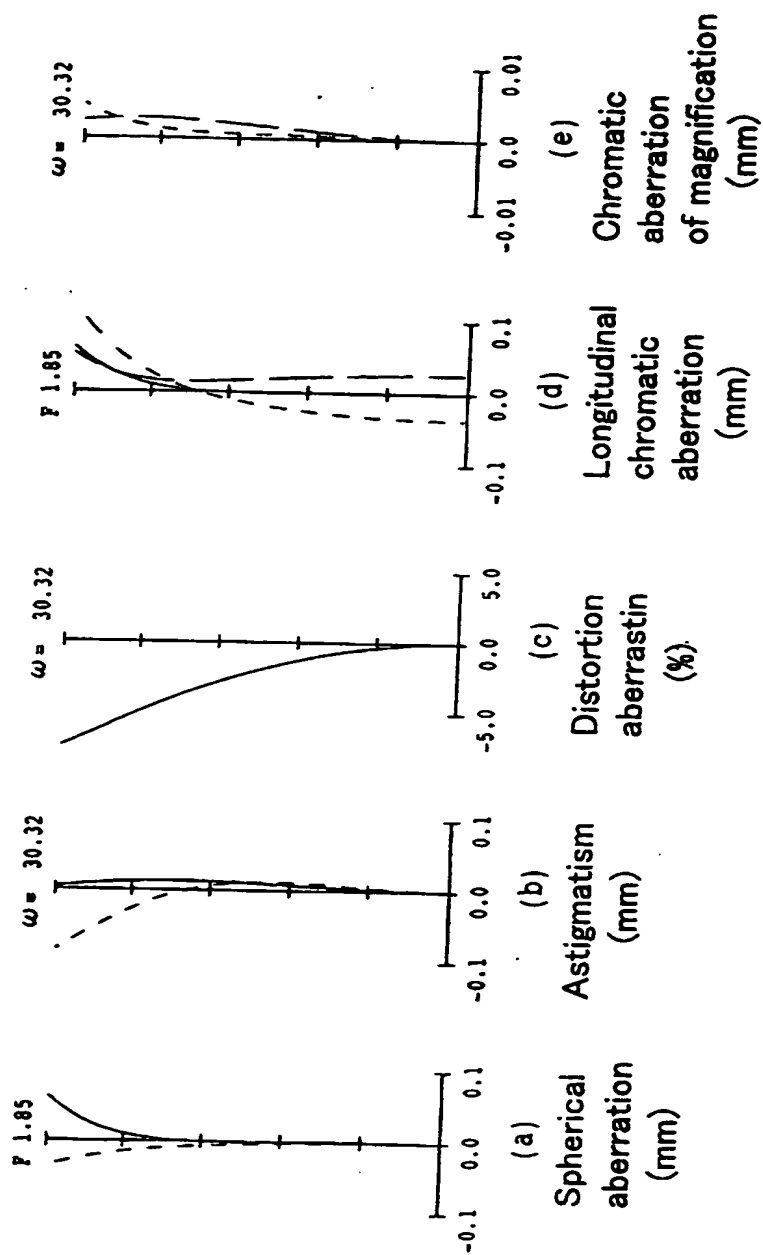 F 1.85
-0.1 0.0 0.1
(a)
Spherical
aberration
(mm)
ω= 30.32
-0.1 0.0 0.1
(b)
Astigmatism
(mm)
ω= 30.32
-5.0 0.0 5.0
(c)
Distortion
aberrastin
(%)
F 1.85
-0.1 0.0 0.1
(d)
Longitudinal
chromatic
aberration
(mm)
ω= 30.32
-0.01 0.0 0.01
(e)
Chromatic
aberration
of magnification
(mm)